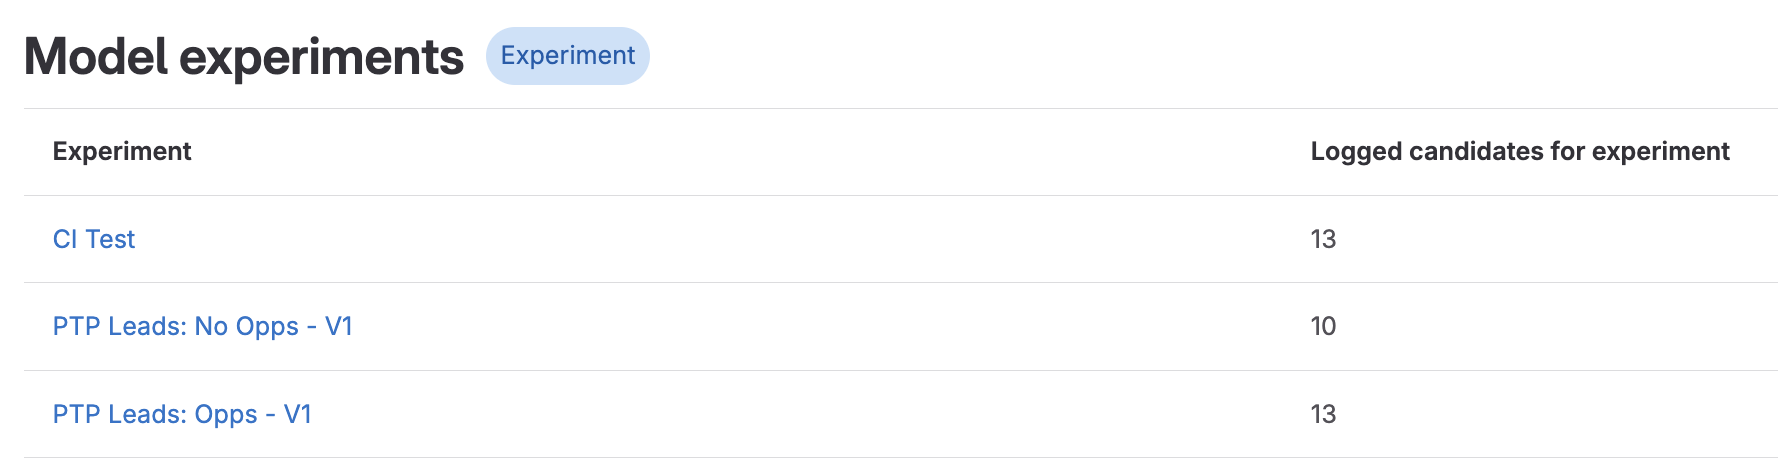 Model experiments Experiment
Experiment Logged candidates for experiment
CI Test 13
PTP Leads: No Opps - V1 10
PTP Leads: Opps - V1 13